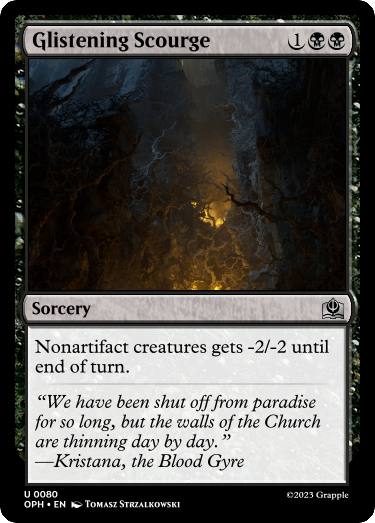 Glistening Scourge 1
Sorcery
Nonartifact creatures gets -2/-2 until
end of turn.
“We have been shut off from paradise
for so long, but the walls of the Church
are thinning day by day.”
—Kristana, the Blood Gyre
U 0080
OPH • EN Tomasz Strzalkowski
©2023 Grapple